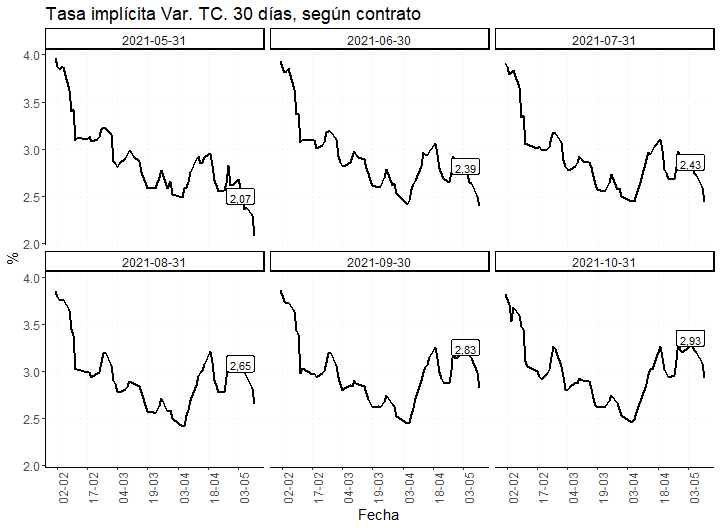 Tasa implícita Var. TC. 30 días, según contrato
2021-05-31 2021-06-30 2021-07-31
4.0
3.5
3.0
2.5
2.0
2,07 2,39 2,43
%
2021-08-31 2021-09-30 2021-10-31
4.0
3.5
3.0
2.5
2.0
2,65 2,83 2,93
02-02 17-02 04-03 19-03 03-04 18-04 03-05 02-02 17-02 04-03 19-03 03-04 18-04 03-05 02-02 17-02 04-03 19-03 03-04 18-04 03-05
Fecha